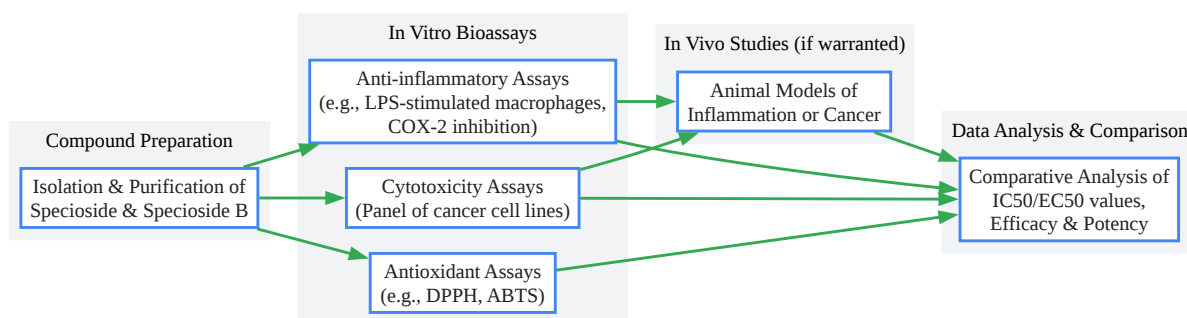 Compound Preparation
Isolation & Purification of
Specioside & Specioside B
In Vitro Bioassays
Anti-inflammatory Assays
(e.g., LPS-stimulated macrophages,
COX-2 inhibition)
Cytotoxicity Assays
(Panel of cancer cell lines)
Antioxidant Assays
(e.g., DPPH, ABTS)
In Vivo Studies (if warranted)
Animal Models of
Inflammation or Cancer
Data Analysis & Comparison
Comparative Analysis of
IC50/EC50 values,
Efficacy & Potency